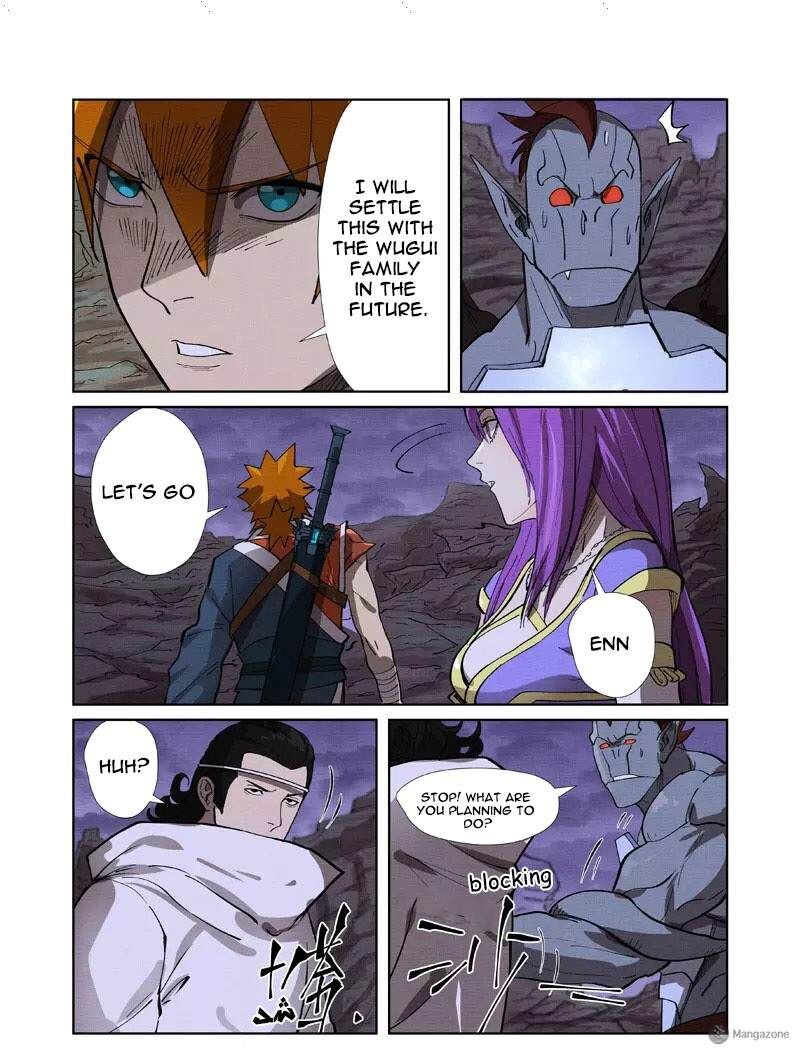 I WILL
SETTLE
THIS WITH
THE WUGUI
FAMILY
IN THE
FUTURE.
LET'S GO
ENN
HUH?
STOP! WHAT ARE
YOU PLANNING TO
DO?
blocking
Mangazone